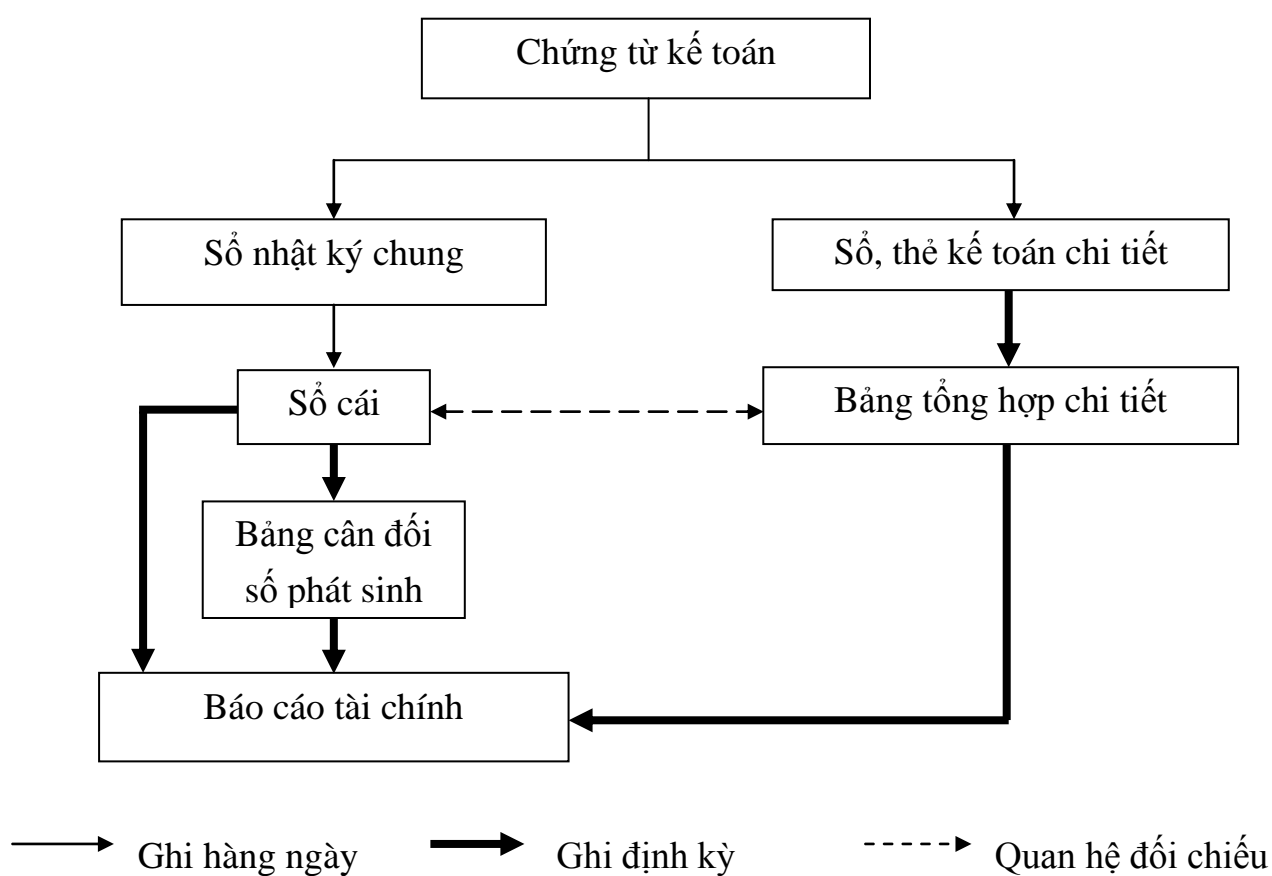 Chứng từ kế toán
Sổ nhật ký chung
Sổ, thẻ kế toán chi tiết
Sổ cái
Bảng tổng hợp chi tiết
Bảng cân đối
số phát sinh
Báo cáo tài chính
Ghi hàng ngày
Ghi định kỳ
Quan hệ đối chiếu